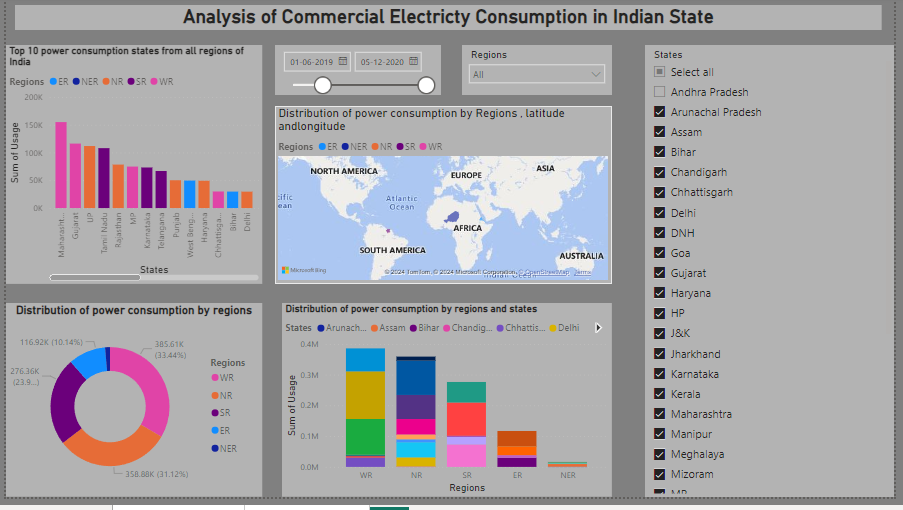 Analysis of Commercial Electricty Consumption in Indian State
Top 10 power consumption states from all regions of
India
Regions ER NER NR SR WR
200K
150K
100K
50K
0K
Sum of Usage
Maharasht...
Gujarat
UP
Tamil Nadu
Rajasthan
MP
Karnataka
Telangana
Punjab
West Beng...
Haryana
Chhattisga...
Bihar
Delhi
States
01-06-2019 05-12-2020
Regions
All
Distribution of power consumption by Regions , latitude
andlongitude
Regions ER NER NR SR WR
NORTH AMERICA
EUROPE
ASIA
Atlantic
Ocean
AFRICA
SOUTH AMERICA
AUSTRALIA
Microsoft Bing
© 2024 TomTom, © 2024 Microsoft Corporation, © OpenStreetMap Terms
States
Select all
Andhra Pradesh
Arunachal Pradesh
Assam
Bihar
Chandigarh
Chhattisgarh
Delhi
DNH
Goa
Gujarat
Haryana
HP
J&K
Jharkhand
Karnataka
Kerala
Maharashtra
Manipur
Meghalaya
Mizoram
MP
Distribution of power consumption by regions
116.92K (10.14%)
385.61K
(33.44%)
276.36K
(23.9...)
358.88K (31.12%)
Regions
WR
NR
SR
ER
NER
Distribution of power consumption by regions and states
States Arunach... Assam Bihar Chandig... Chhattis... Delhi
0.4M
0.3M
0.2M
0.1M
0.0M
Sum of Usage
WR NR SR ER NER
Regions